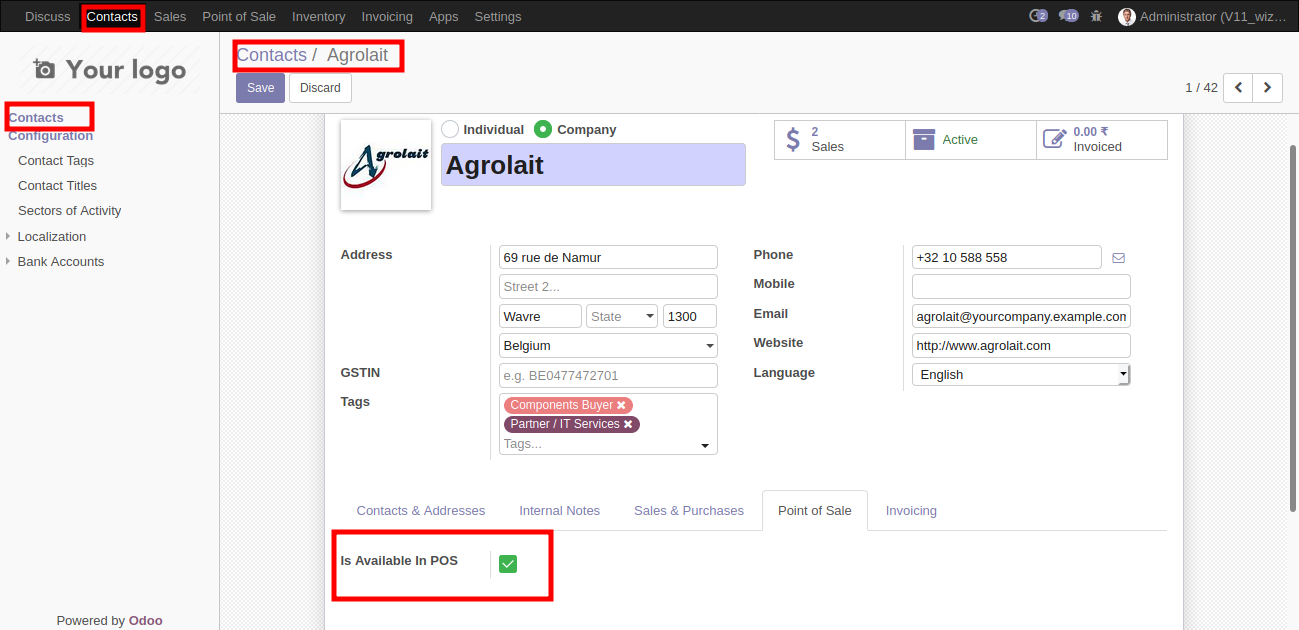 Discuss Contacts Sales Point of Sale Inventory Invoicing Apps Settings 2 10 Administrator (V11_wiz…
Your logo
Contacts
Configuration
Contact Tags
Contact Titles
Sectors of Activity
Localization
Bank Accounts
Powered by Odoo
Contacts / Agrolait
Save Discard 1 / 42
Agrolait
Individual Company
Agrolait
2
Sales
Active
0.00 ₹
Invoiced
Address 69 rue de Namur
Street 2...
Wavre State 1300
Belgium
GSTIN e.g. BE0477472701
Tags Components Buyer ✖
Partner / IT Services ✖
Tags...
Phone +32 10 588 558
Mobile
Email agrolait@yourcompany.example.com
Website http://www.agrolait.com
Language English
Contacts & Addresses Internal Notes Sales & Purchases Point of Sale Invoicing
Is Available In POS